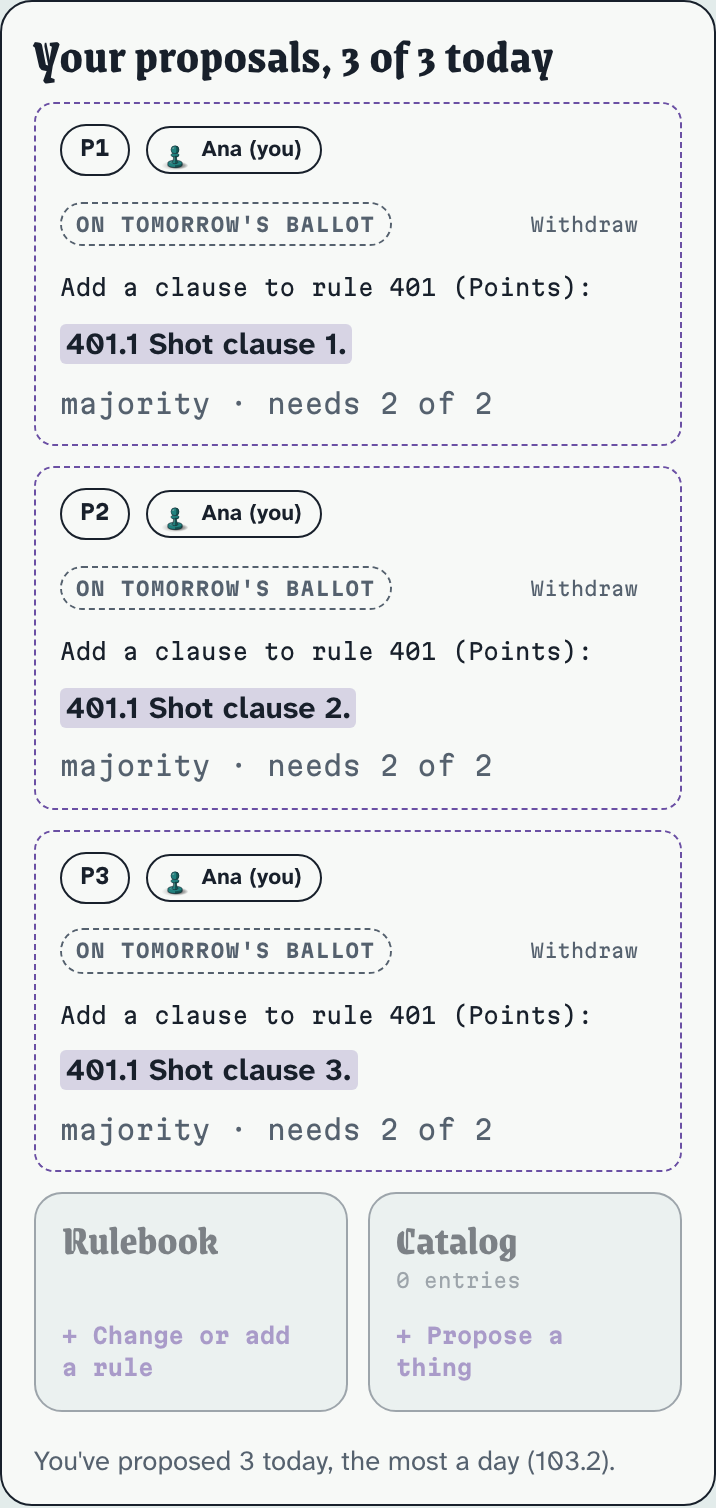 Your proposals, 3 of 3 today
P1 Ana (you)
ON TOMORROW'S BALLOT Withdraw
Add a clause to rule 401 (Points):
401.1 Shot clause 1.
majority · needs 2 of 2
P2 Ana (you)
ON TOMORROW'S BALLOT Withdraw
Add a clause to rule 401 (Points):
401.1 Shot clause 2.
majority · needs 2 of 2
P3 Ana (you)
ON TOMORROW'S BALLOT Withdraw
Add a clause to rule 401 (Points):
401.1 Shot clause 3.
majority · needs 2 of 2
Rulebook
+ Change or add
a rule
Catalog
0 entries
+ Propose a
thing
You've proposed 3 today, the most a day (103.2).